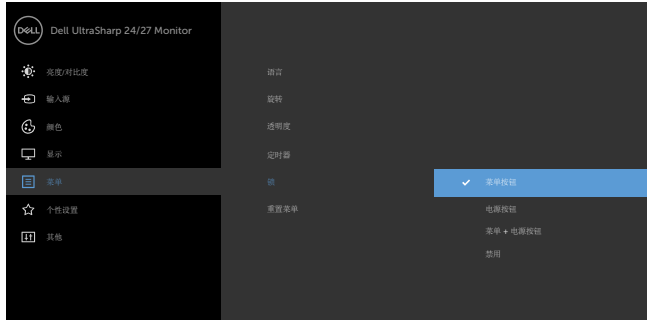 DELL Dell UltraSharp 24/27 Monitor
亮度/对比度
输入源
颜色
显示
菜单
个性设置
其他
语言
旋转
透明度
定时器
锁
重置菜单
菜单按钮
电源按钮
菜单 + 电源按钮
禁用